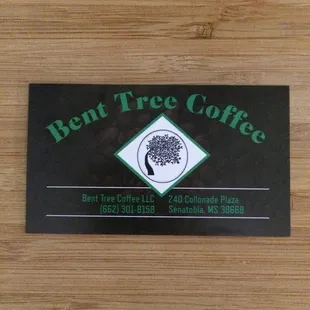 Bent Tree Coffee
Bent Tree Coffee LLC
(662) 301-8158
240 Collonade Plaza
Senatobia, MS 38668